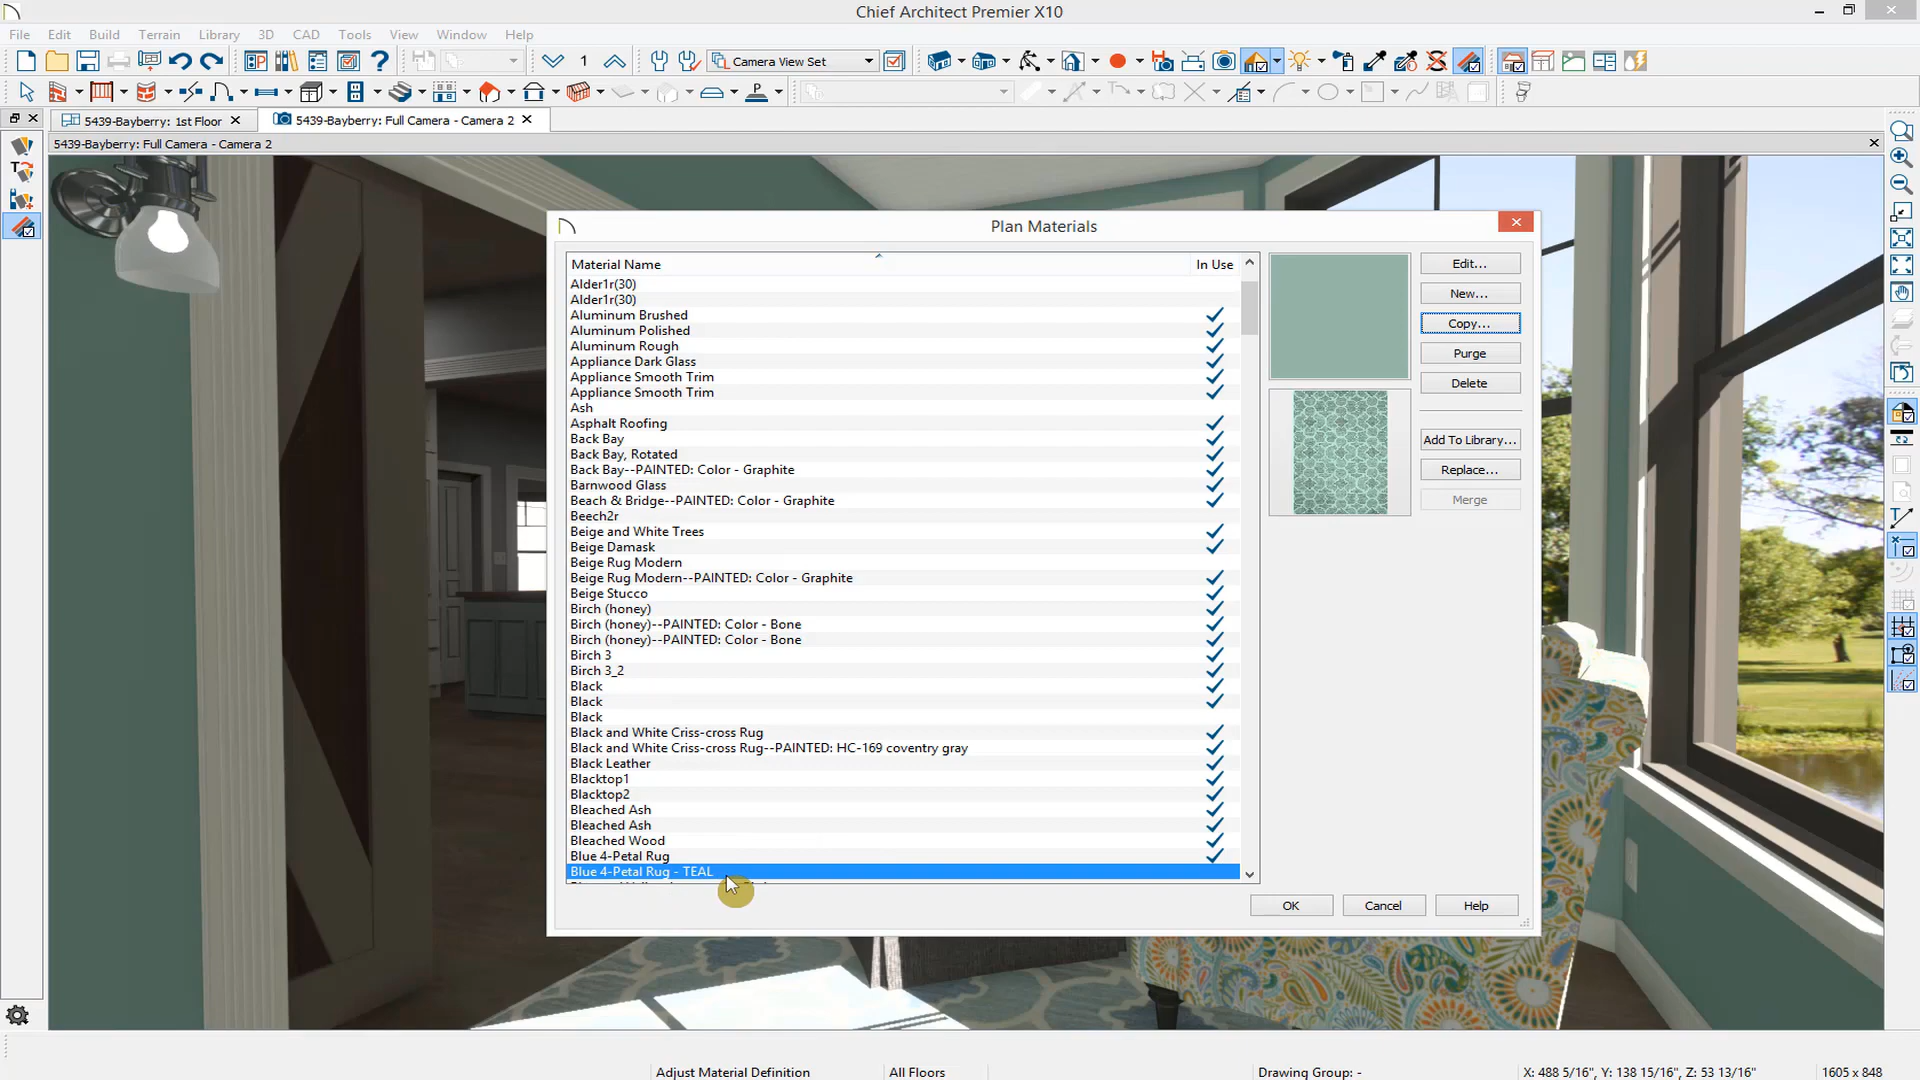 Chief Architect Premier X10
File Edit Build Terrain Library 3D CAD Tools View Window Help
1 Camera View Set
5439-Bayberry: 1st Floor 5439-Bayberry: Full Camera - Camera 2
5439-Bayberry: Full Camera - Camera 2
Plan Materials
Material Name In Use
Alder1r(30)
Alder1r(30)
Aluminum Brushed
Aluminum Polished
Aluminum Rough
Appliance Dark Glass
Appliance Smooth Trim
Appliance Smooth Trim
Ash
Asphalt Roofing
Back Bay
Back Bay, Rotated
Back Bay--PAINTED: Color - Graphite
Barnwood Glass
Beach & Bridge--PAINTED: Color - Graphite
Beech2r
Beige and White Trees
Beige Damask
Beige Rug Modern
Beige Rug Modern--PAINTED: Color - Graphite
Beige Stucco
Birch (honey)
Birch (honey)--PAINTED: Color - Bone
Birch (honey)--PAINTED: Color - Bone
Birch 3
Birch 3_2
Black
Black
Black
Black and White Criss-cross Rug
Black and White Criss-cross Rug--PAINTED: HC-169 coventry gray
Black Leather
Blacktop1
Blacktop2
Bleached Ash
Bleached Ash
Bleached Wood
Blue 4-Petal Rug
Blue 4-Petal Rug - TEAL
Edit...
New...
Copy...
Purge
Delete
Add To Library...
Replace...
Merge
OK Cancel Help
Adjust Material Definition All Floors Drawing Group: - X: 488 5/16", Y: 138 15/16", Z: 53 13/16" 1605 x 848